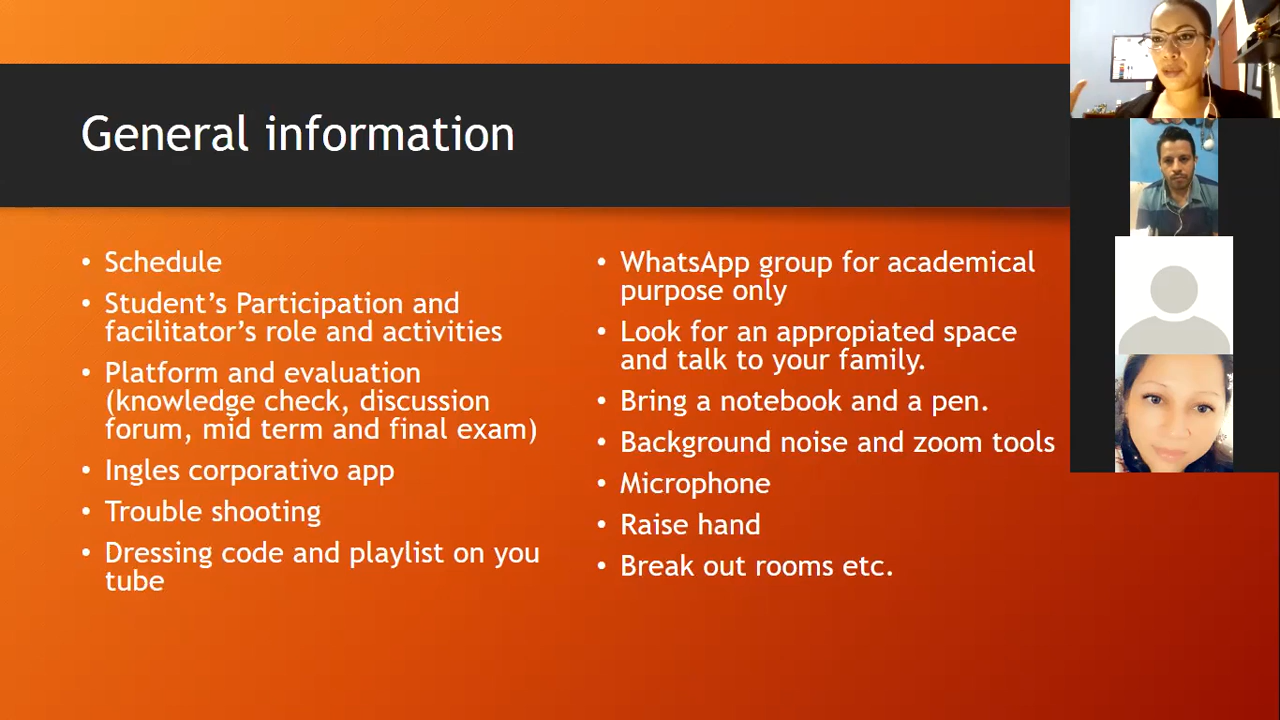 General information
• Schedule
• Student’s Participation and
facilitator’s role and activities
• Platform and evaluation
(knowledge check, discussion
forum, mid term and final exam)
• Ingles corporativo app
• Trouble shooting
• Dressing code and playlist on you
tube
• WhatsApp group for academical
purpose only
• Look for an appropiated space
and talk to your family.
• Bring a notebook and a pen.
• Background noise and zoom tools
• Microphone
• Raise hand
• Break out rooms etc.